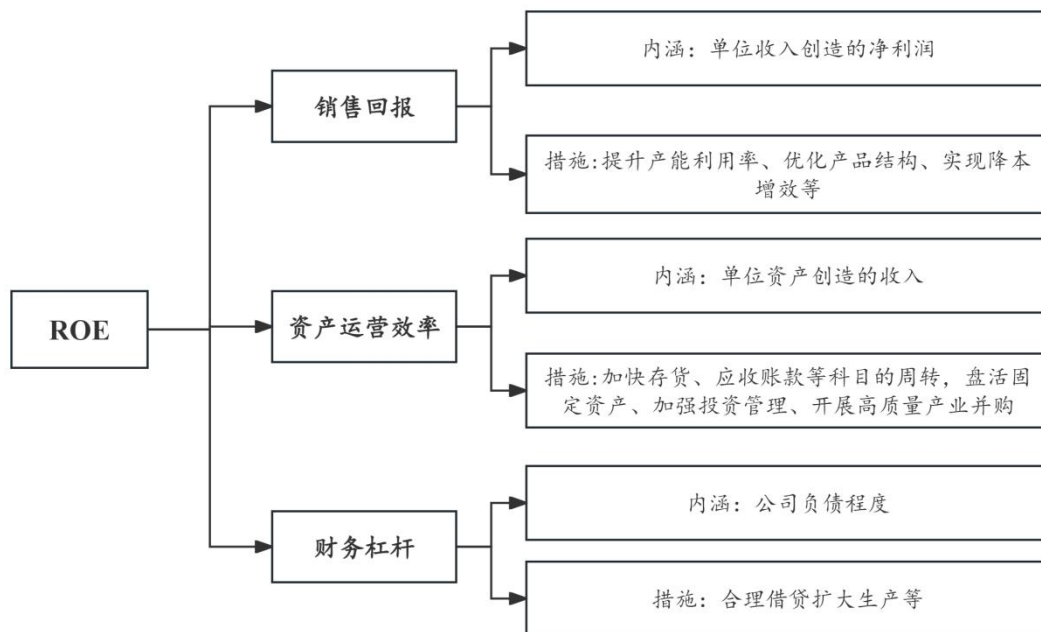 内涵：单位收入创造的净利润
销售回报
措施:提升产能利用率、优化产品结构、实现降本
增效等
内涵：单位资产创造的收入
ROE
资产运营效率
措施:加快存货、应收账款等科目的周转，盘活固
定资产、加强投资管理、开展高质量产业并购
内涵：公司负债程度
财务杠杆
措施：合理借贷扩大生产等